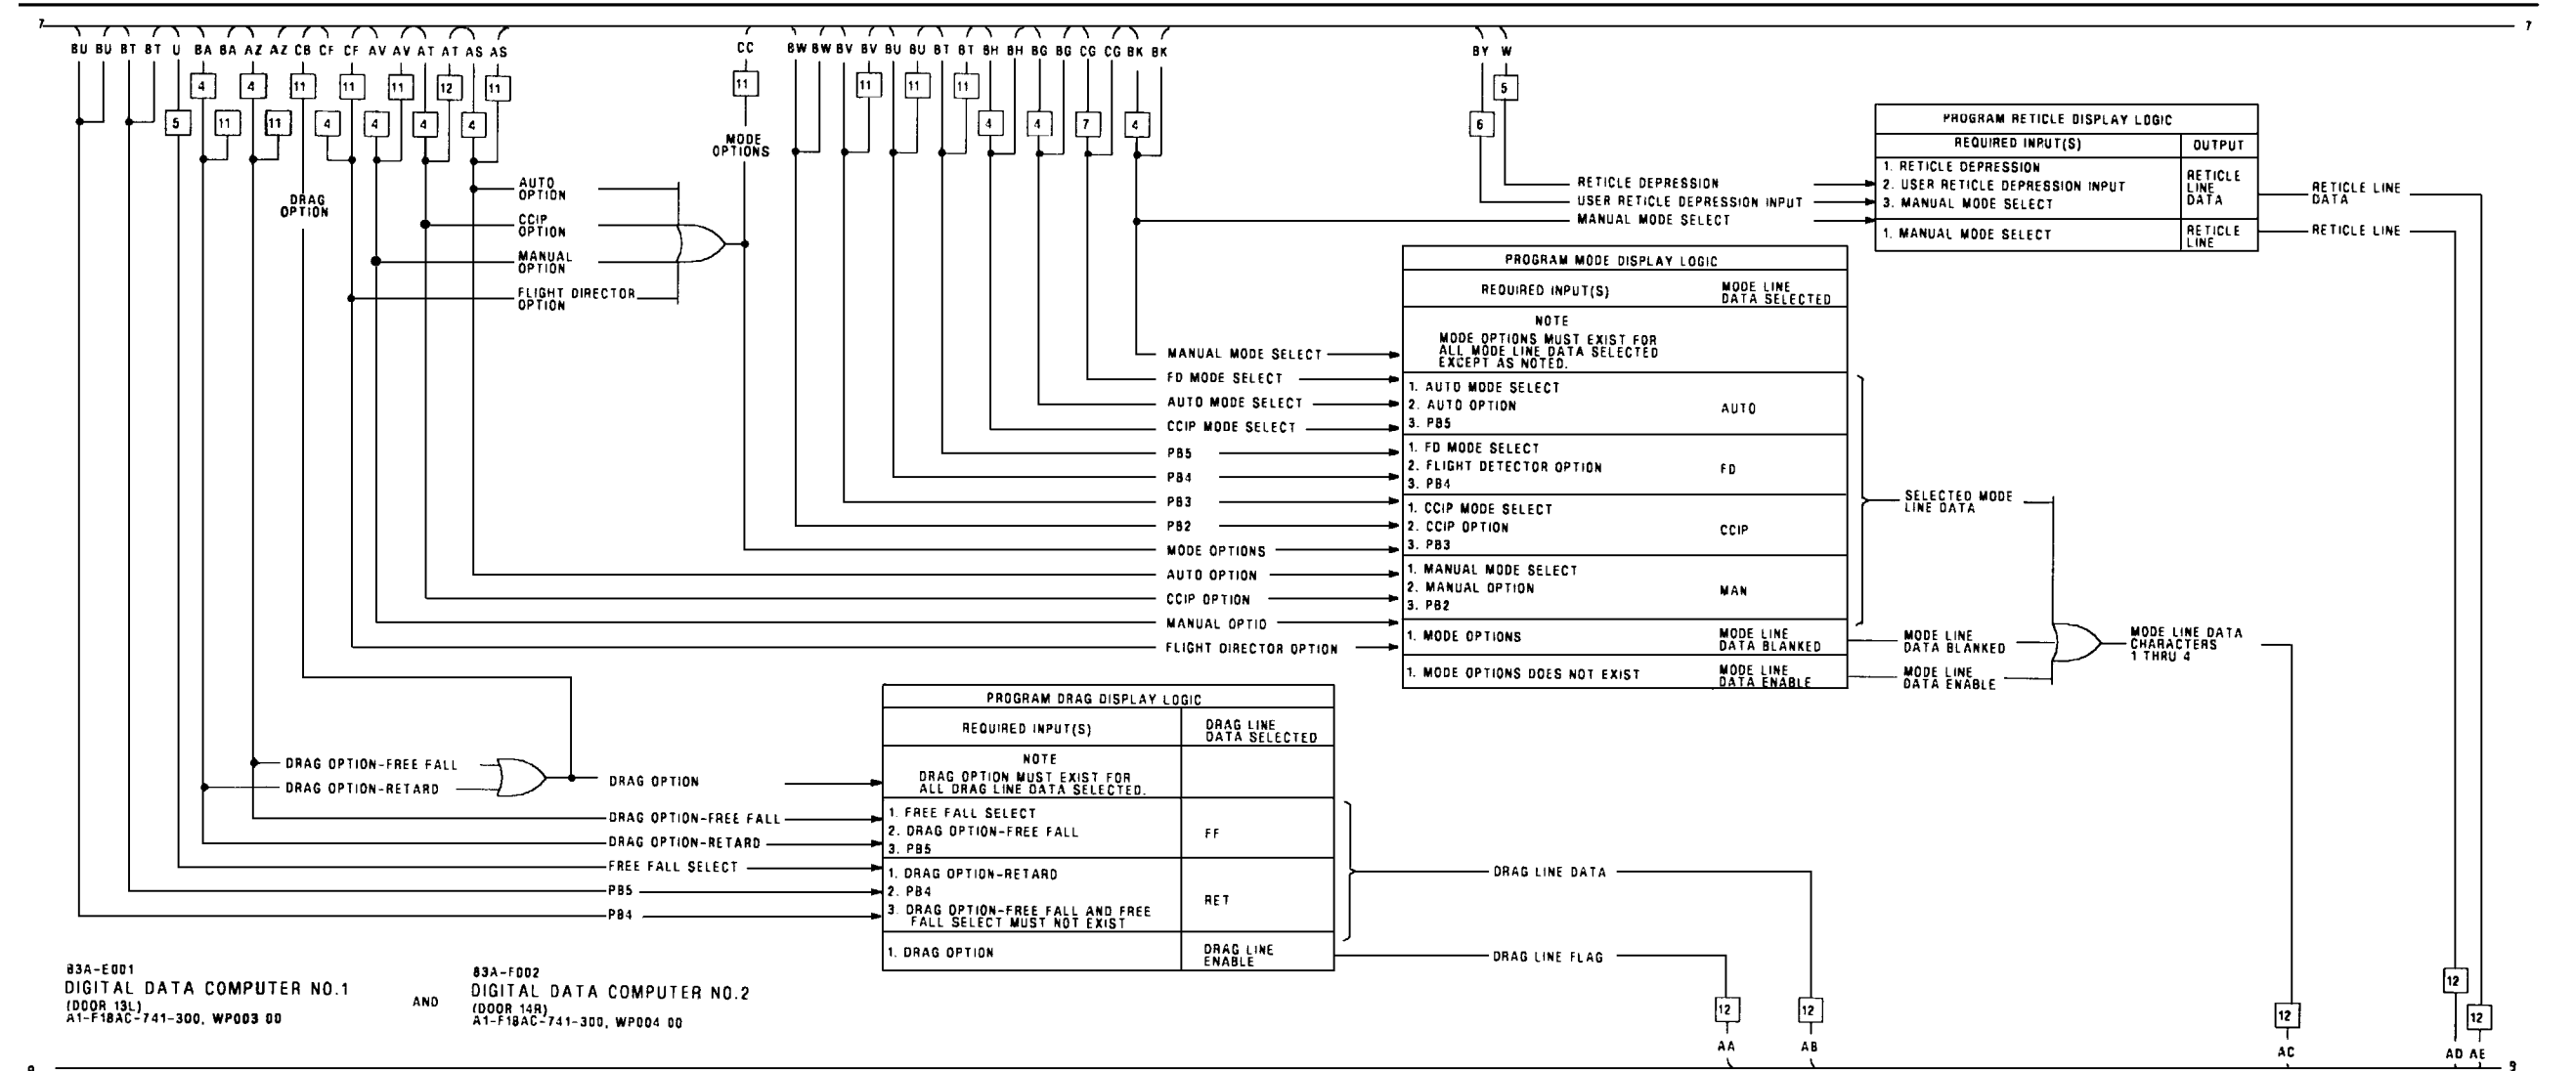 7 7
BU BU BT BT U BA BA AZ AZ CB CF CF AV AV AT AT AS AS CC BW BW BV BV BU BU BT BT BH BH BG BG CG CG BK BK BY W
4 4 11 11 11 12 11 11 11 11 11 5
5 11 11 4 4 4 4 4 4 7 4 6
MODE
OPTIONS
DRAG
OPTION
AUTO
OPTION
CCIP
OPTION
MANUAL
OPTION
FLIGHT DIRECTOR
OPTION
RETICLE DEPRESSION
USER RETICLE DEPRESSION INPUT
MANUAL MODE SELECT
PROGRAM RETICLE DISPLAY LOGIC
REQUIRED INPUT(S) OUTPUT
1. RETICLE DEPRESSION
2. USER RETICLE DEPRESSION INPUT
3. MANUAL MODE SELECT
RETICLE
LINE
DATA
1. MANUAL MODE SELECT
RETICLE
LINE
RETICLE LINE
DATA
RETICLE LINE
MANUAL MODE SELECT
FD MODE SELECT
AUTO MODE SELECT
CCIP MODE SELECT
PB5
PB4
PB3
PB2
MODE OPTIONS
AUTO OPTION
CCIP OPTION
MANUAL OPTIO
FLIGHT DIRECTOR OPTION
PROGRAM MODE DISPLAY LOGIC
REQUIRED INPUT(S)
MODE LINE
DATA SELECTED
NOTE
MODE OPTIONS MUST EXIST FOR
ALL MODE LINE DATA SELECTED
EXCEPT AS NOTED.
1. AUTO MODE SELECT
2. AUTO OPTION
3. PB5
AUTO
1. FD MODE SELECT
2. FLIGHT DETECTOR OPTION
3. PB4
FD
1. CCIP MODE SELECT
2. CCIP OPTION
3. PB3
CCIP
1. MANUAL MODE SELECT
2. MANUAL OPTION
3. PB2
MAN
1. MODE OPTIONS
MODE LINE
DATA BLANKED
1. MODE OPTIONS DOES NOT EXIST
MODE LINE
DATA ENABLE
SELECTED MODE
LINE DATA
MODE LINE
DATA BLANKED
MODE LINE
DATA ENABLE
MODE LINE DATA
CHARACTERS
1 THRU 4
DRAG OPTION-FREE FALL
DRAG OPTION-RETARD
DRAG OPTION
DRAG OPTION-FREE FALL
DRAG OPTION-RETARD
FREE FALL SELECT
PB5
PB4
PROGRAM DRAG DISPLAY LOGIC
REQUIRED INPUT(S)
DRAG LINE
DATA SELECTED
NOTE
DRAG OPTION MUST EXIST FOR
ALL DRAG LINE DATA SELECTED.
1. FREE FALL SELECT
2. DRAG OPTION-FREE FALL
3. PB5
FF
1. DRAG OPTION-RETARD
2. PB4
3. DRAG OPTION-FREE FALL AND FREE
FALL SELECT MUST NOT EXIST
RET
1. DRAG OPTION
DRAG LINE
ENABLE
DRAG LINE DATA
DRAG LINE FLAG
83A-E001
DIGITAL DATA COMPUTER NO.1
(DOOR 13L)
A1-F18AC-741-300, WP003 00
AND
83A-F002
DIGITAL DATA COMPUTER NO.2
(DOOR 14R)
A1-F18AC-741-300, WP004 00
12 12 12 12 12
AA AB AC AD AE